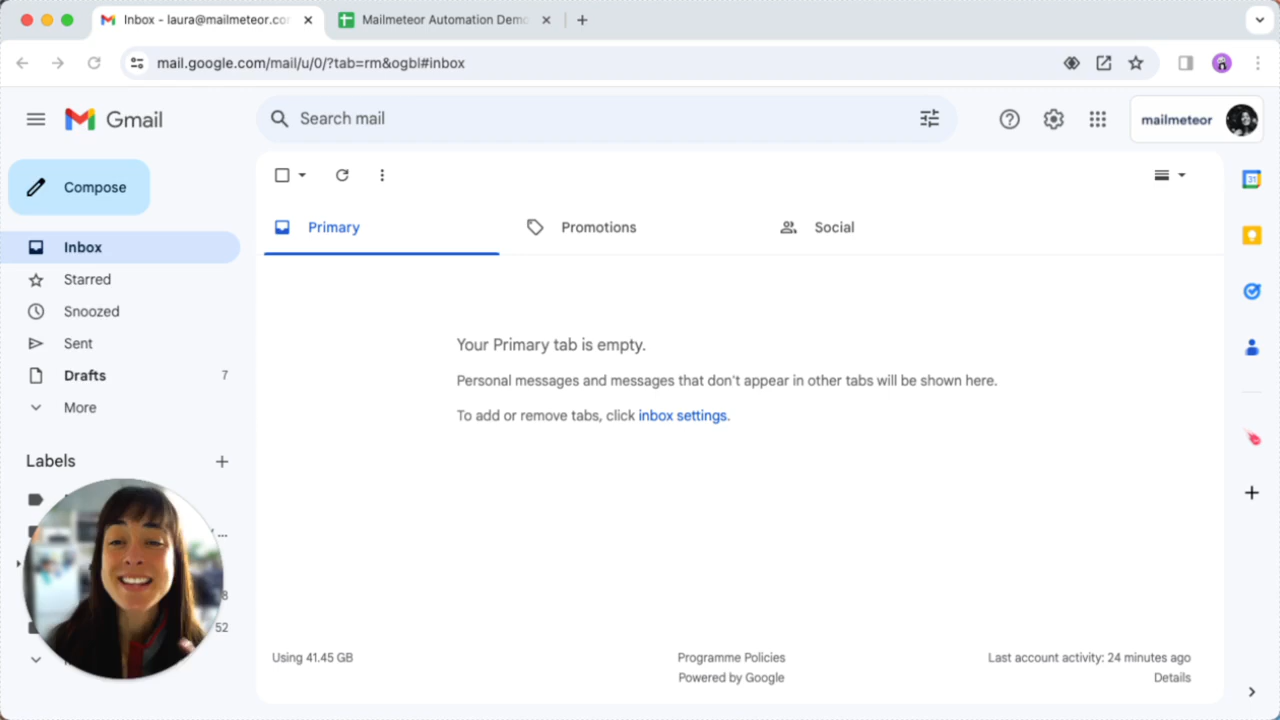 Inbox - laura@mailmeteor.co
Mailmeteor Automation Demo
mail.google.com/mail/u/0/?tab=rm&ogbl#inbox
Gmail
Search mail
mailmeteor
Compose
31
Primary
Promotions
Social
Inbox
Starred
Snoozed
Sent
Drafts 7
More
Your Primary tab is empty.
Personal messages and messages that don't appear in other tabs will be shown here.
To add or remove tabs, click inbox settings.
Labels
...
8
52
Using 41.45 GB
Programme Policies
Powered by Google
Last account activity: 24 minutes ago
Details